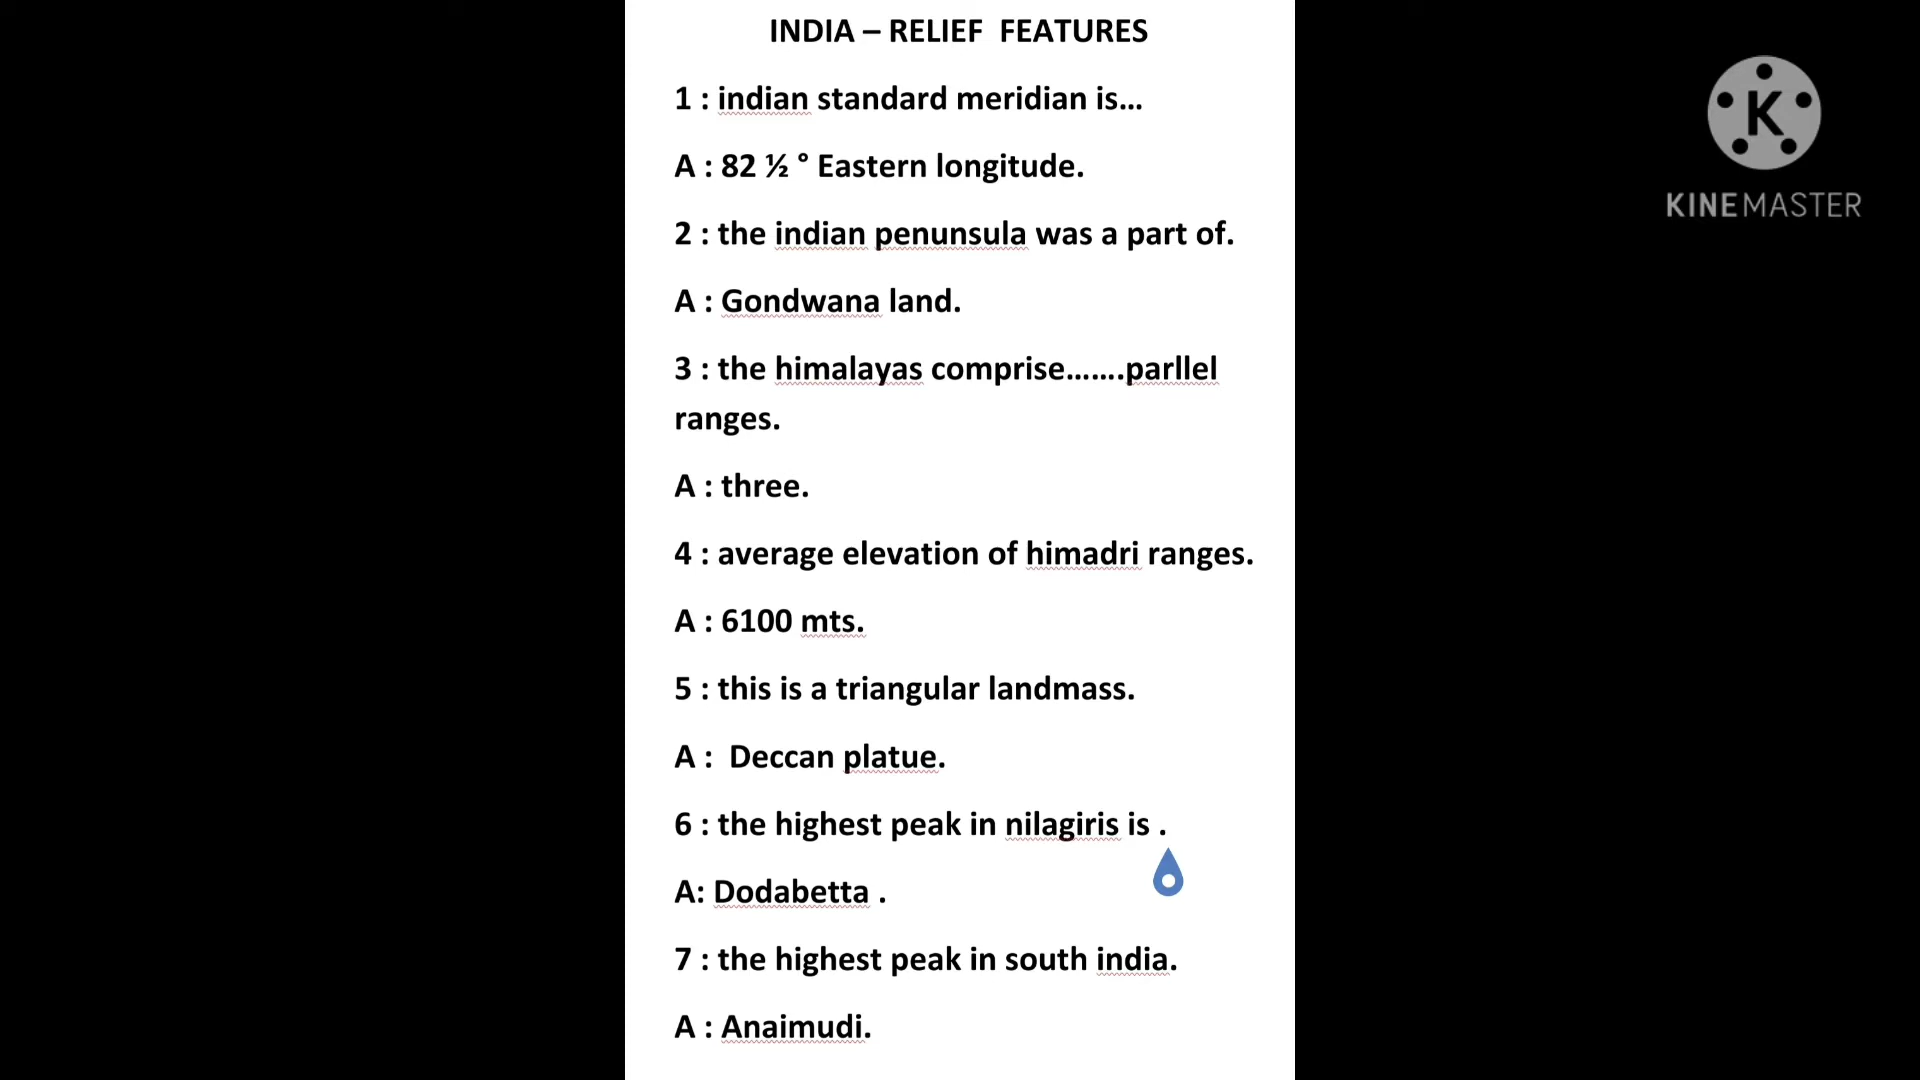 INDIA – RELIEF  FEATURES
1 : indian standard meridian is...
A : 82 ½ ° Eastern longitude.
2 : the indian penunsula was a part of.
A : Gondwana land.
3 : the himalayas comprise.......parllel
ranges.
A : three.
4 : average elevation of himadri ranges.
A : 6100 mts.
5 : this is a triangular landmass.
A :  Deccan platue.
6 : the highest peak in nilagiris is .
A: Dodabetta .
7 : the highest peak in south india.
A : Anaimudi.
K
KINEMASTER